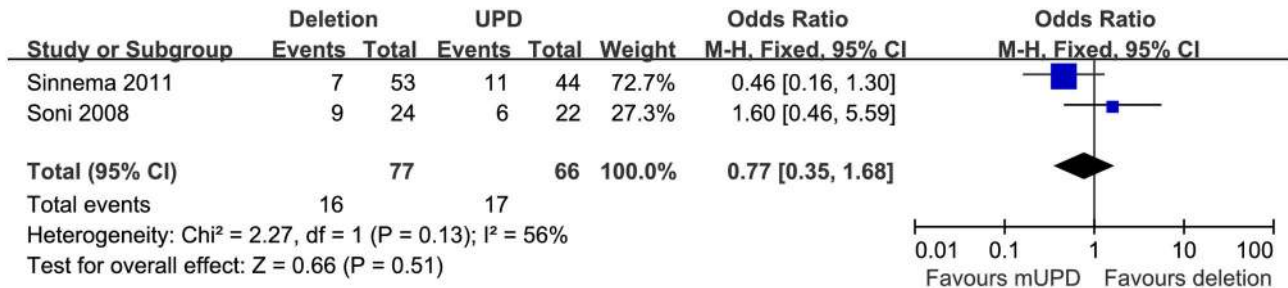 Deletion UPD Odds Ratio Odds Ratio
Study or Subgroup Events Total Events Total Weight M-H, Fixed, 95% CI M-H, Fixed, 95% CI
Sinnema 2011 7 53 11 44 72.7% 0.46 [0.16, 1.30]
Soni 2008 9 24 6 22 27.3% 1.60 [0.46, 5.59]
Total (95% CI) 77 66 100.0% 0.77 [0.35, 1.68]
Total events 16 17
Heterogeneity: Chi² = 2.27, df = 1 (P = 0.13); I² = 56%
Test for overall effect: Z = 0.66 (P = 0.51)
0.01 0.1 1 10 100
Favours mUPD Favours deletion